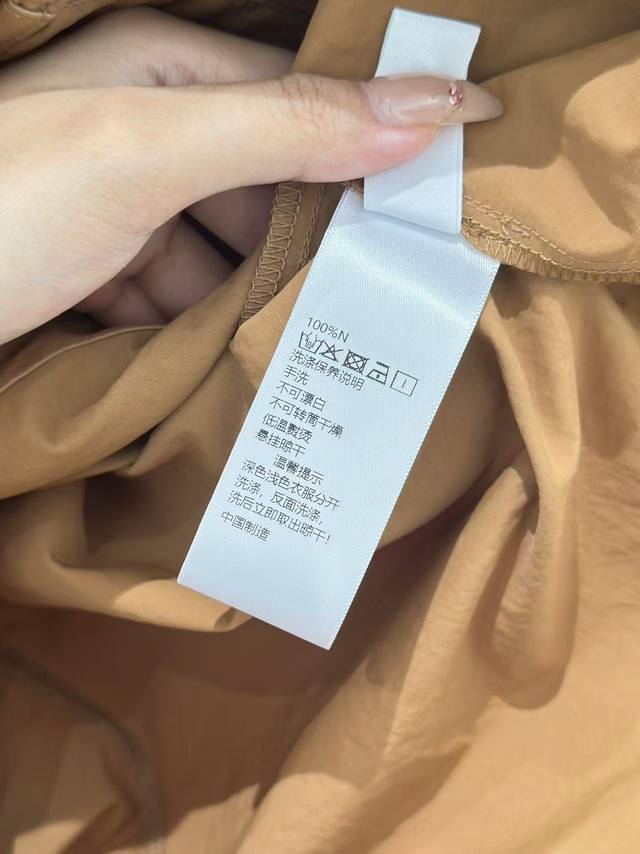 100%N
洗涤保养说明
手洗
不可漂白
不可转筒干燥
低温熨烫
悬挂晾干
温馨提示
深色浅色衣服分开
洗涤，反面洗涤，
洗后立即取出晾干！
中国制造